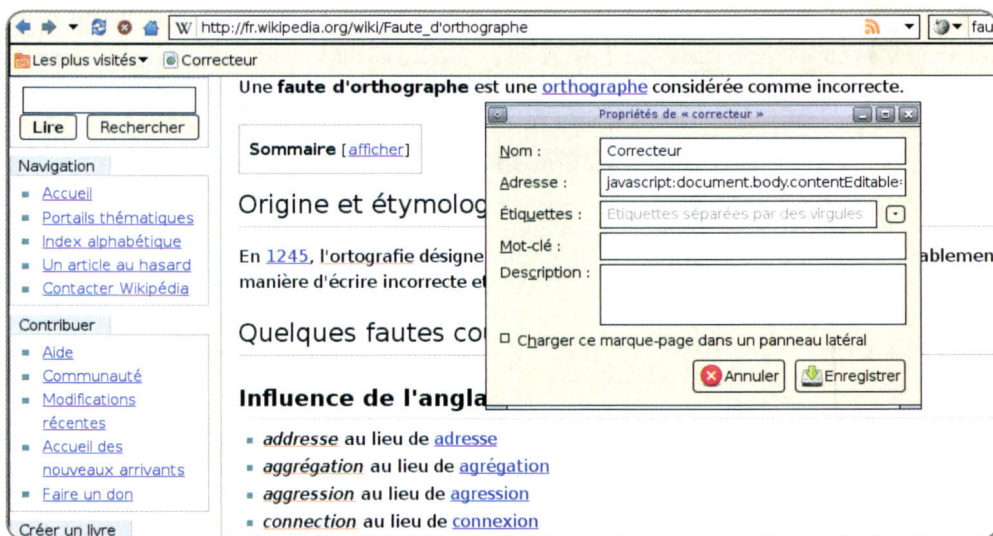 W http://fr.wikipedia.org/wiki/Faute_d'orthographe fau
Les plus visités Correcteur
Lire Rechercher
Navigation
Accueil
Portails thématiques
Index alphabétique
Un article au hasard
Contacter Wikipédia
Contribuer
Aide
Communauté
Modifications
récentes
Accueil des
nouveaux arrivants
Faire un don
Créer un livre
Une faute d'orthographe est une orthographe considérée comme incorrecte.
Sommaire [afficher]
Origine et étymolog
En 1245, l'ortografie désigne ablemen
manière d'écrire incorrecte et
Quelques fautes cou
Influence de l'angla
addresse au lieu de adresse
aggrégation au lieu de agrégation
aggression au lieu de agression
connection au lieu de connexion
Propriétés de « correcteur »
Nom : Correcteur
Adresse : javascript:document.body.contentEditable=
Étiquettes : Étiquettes séparées par des virgules
Mot-clé :
Description :
Charger ce marque-page dans un panneau latéral
Annuler Enregistrer